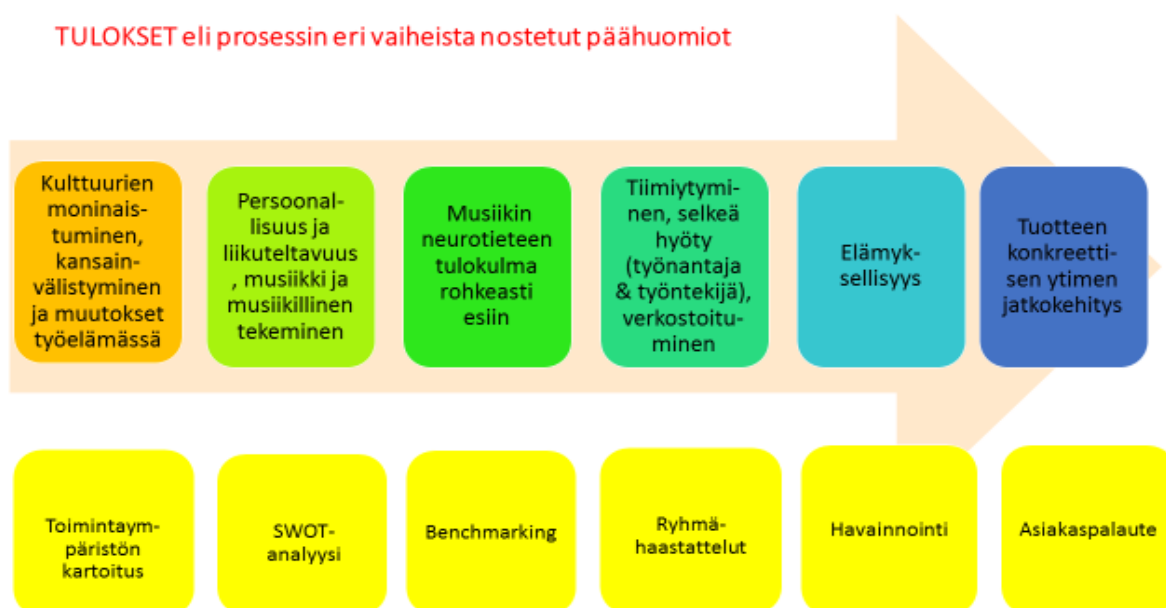 TULOKSET eli prosessin eri vaiheista nostetut päähuomiot
Kulttuurien
moninais-
tuminen,
kansain-
välistyminen
ja muutokset
työelämässä
Persoonal-
lisuus ja
liikuteltavuus
, musiikki ja
musiikillinen
tekeminen
Musiikin
neurotieteen
tulokulma
rohkeasti
esiin
Tiimiytymi-
nen, selkeä
hyöty
(työnantaja
& työntekijä),
verkostoitu-
minen
Elämyk-
sellisyys
Tuotteen
konkreetti-
sen ytimen
jatkokehitys
Toimintaym-
päristön
kartoitus
SWOT-
analyysi
Benchmarking
Ryhmä-
haastattelut
Havainnointi
Asiakaspalaute